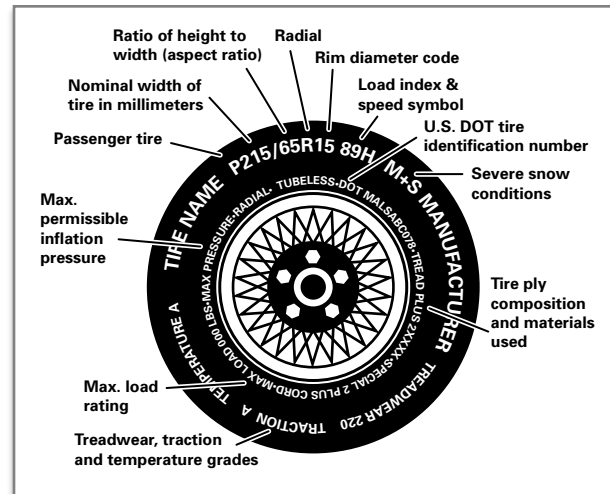 Ratio of height to
width (aspect ratio)
Radial
Rim diameter code
Nominal width of
tire in millimeters
Load index &
speed symbol
Passenger tire
U.S. DOT tire
identification number
Severe snow
conditions
Max.
permissible
inflation
pressure
Tire ply
composition
and materials
used
Max. load
rating
Treadwear, traction
and temperature grades
TIRE NAME P215/65R15 89H M+S MANUFACTURER
TREADWEAR 220 TRACTION A TEMPERATURE A
MAX PRESSURE•RADIAL• TUBELESS•DOT MALSABC078•TREAD PLUS 2XXXX•SPECIAL 2 PLUS CORD•MAX LOAD 000 LBS•